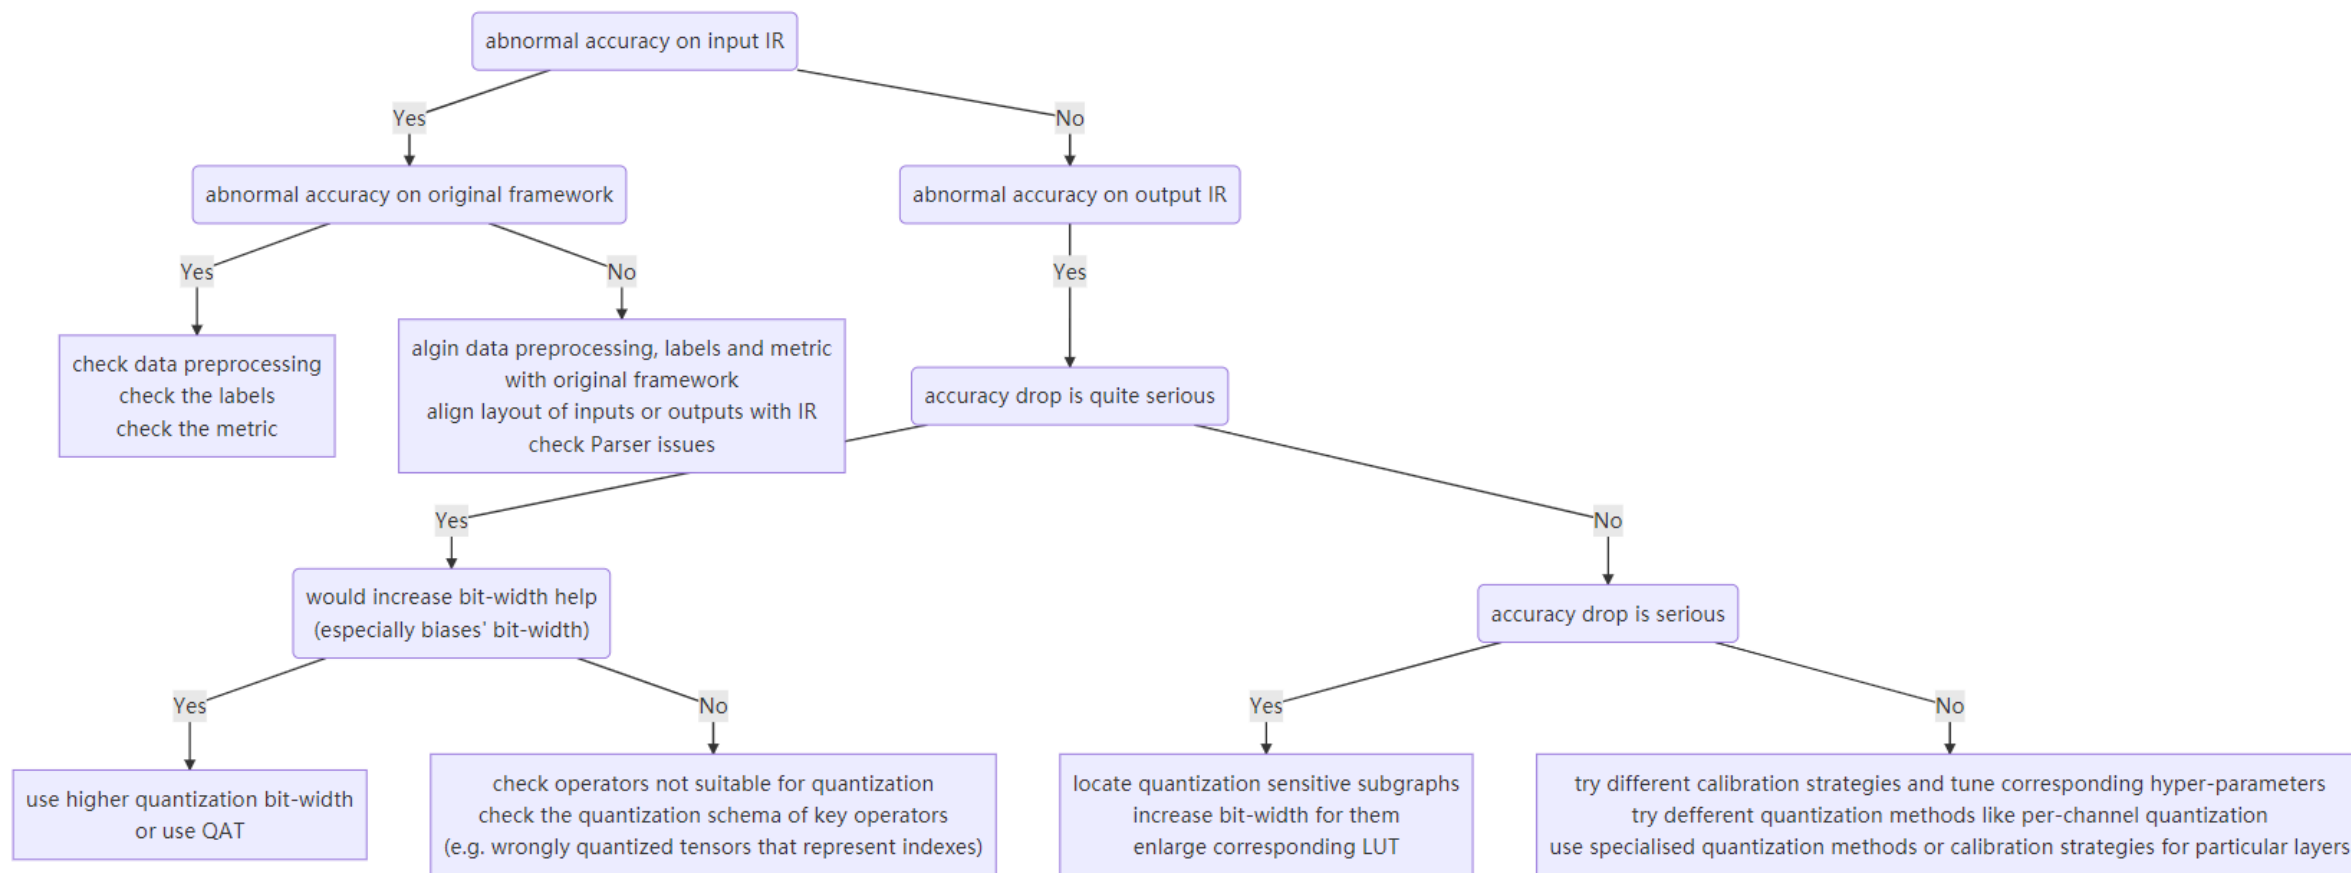 abnormal accuracy on input IR
Yes
No
abnormal accuracy on original framework
abnormal accuracy on output IR
Yes
No
Yes
check data preprocessing
check the labels
check the metric
algin data preprocessing, labels and metric
with original framework
align layout of inputs or outputs with IR
check Parser issues
accuracy drop is quite serious
Yes
No
would increase bit-width help
(especially biases' bit-width)
accuracy drop is serious
Yes
No
Yes
No
use higher quantization bit-width
or use QAT
check operators not suitable for quantization
check the quantization schema of key operators
(e.g. wrongly quantized tensors that represent indexes)
locate quantization sensitive subgraphs
increase bit-width for them
enlarge corresponding LUT
try different calibration strategies and tune corresponding hyper-parameters
try defferent quantization methods like per-channel quantization
use specialised quantization methods or calibration strategies for particular layers